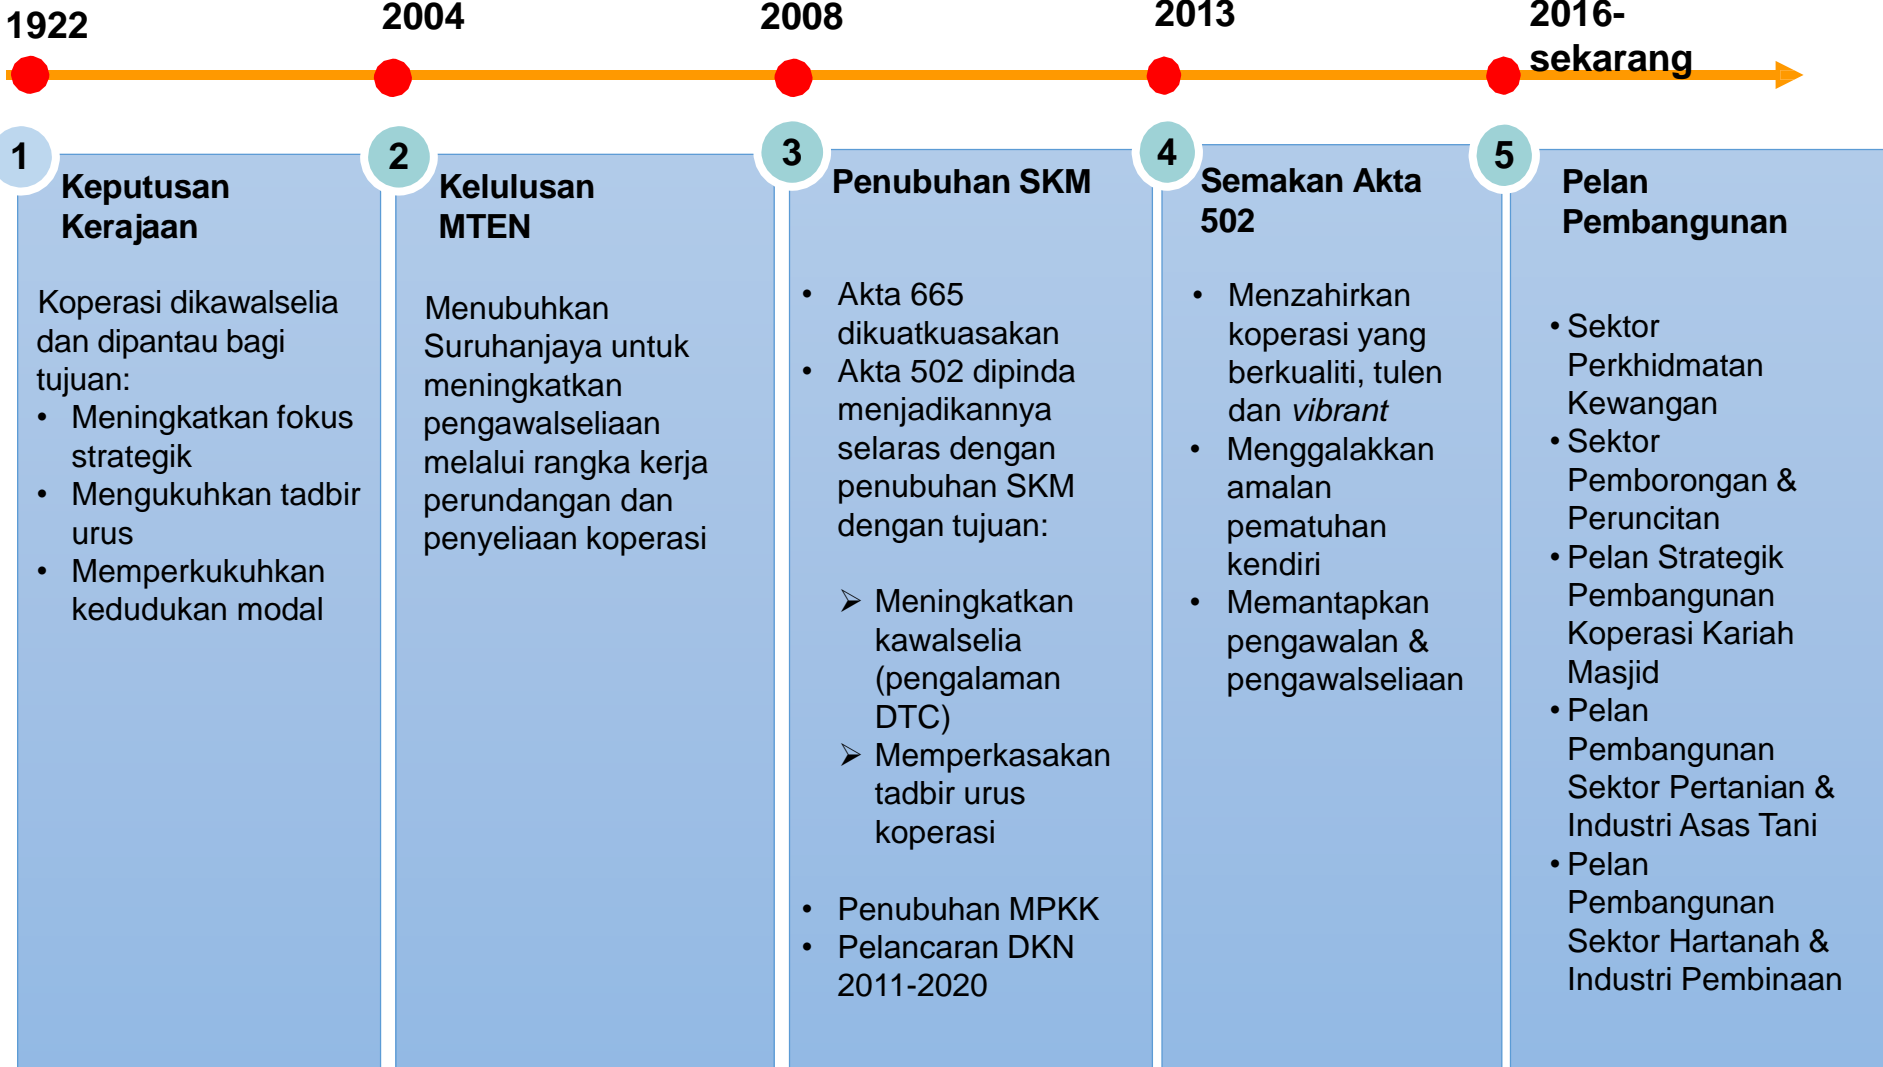 1922
2004
2008
2013
2016-
sekarang
1
Keputusan
Kerajaan
Koperasi dikawalselia
dan dipantau bagi
tujuan:
• Meningkatkan fokus
strategik
• Mengukuhkan tadbir
urus
• Memperkukuhkan
kedudukan modal
2
Kelulusan
MTEN
Menubuhkan
Suruhanjaya untuk
meningkatkan
pengawalseliaan
melalui rangka kerja
perundangan dan
penyeliaan koperasi
3
Penubuhan SKM
• Akta 665
dikuatkuasakan
• Akta 502 dipinda
menjadikannya
selaras dengan
penubuhan SKM
dengan tujuan:
➢ Meningkatkan
kawalselia
(pengalaman
DTC)
➢ Memperkasakan
tadbir urus
koperasi
• Penubuhan MPKK
• Pelancaran DKN
2011-2020
4
Semakan Akta
502
• Menzahirkan
koperasi yang
berkualiti, tulen
dan vibrant
• Menggalakkan
amalan
pematuhan
kendiri
• Memantapkan
pengawalan &
pengawalseliaan
5
Pelan
Pembangunan
• Sektor
Perkhidmatan
Kewangan
• Sektor
Pemborongan &
Peruncitan
• Pelan Strategik
Pembangunan
Koperasi Kariah
Masjid
• Pelan
Pembangunan
Sektor Pertanian &
Industri Asas Tani
• Pelan
Pembangunan
Sektor Hartanah &
Industri Pembinaan